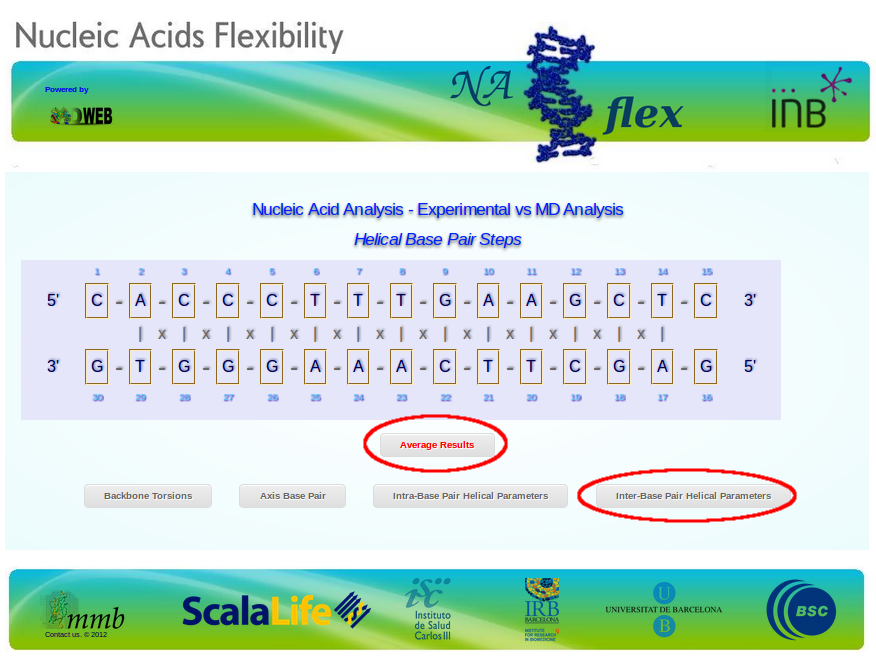 Nucleic Acids Flexibility
Powered by
WEB
NA
flex
iNB
Nucleic Acid Analysis - Experimental vs MD Analysis
Helical Base Pair Steps
1 2 3 4 5 6 7 8 9 10 11 12 13 14 15
5' C - A - C - C - C - T - T - T - G - A - A - G - C - T - C 3'
| x | x | x | x | x | x | x | x | x | x | x | x |
3' G - T - G - G - G - A - A - A - C - T - T - C - G - A - G 5'
30 29 28 27 26 25 24 23 22 21 20 19 18 17 16
Average Results
Backbone Torsions Axis Base Pair Intra-Base Pair Helical Parameters Inter-Base Pair Helical Parameters
mmb
Contact us. © 2012
ScalaLife
isc
Instituto
de Salud
Carlos III
IRB
BARCELONA
INSTITUTE
FOR RESEARCH
IN BIOMEDICINE
U
UNIVERSITAT DE BARCELONA
B
BSC